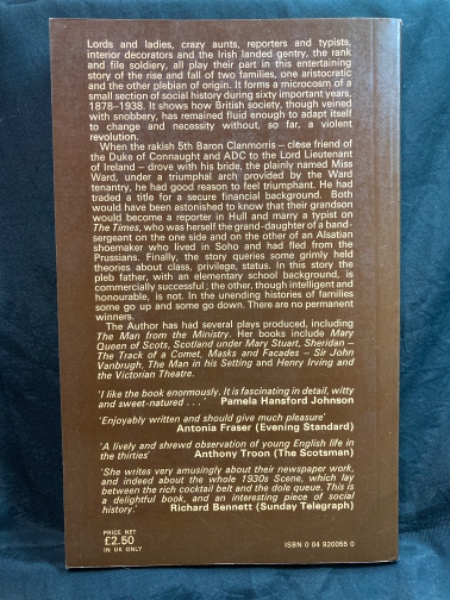 Lords and ladies, crazy aunts, reporters and typists,
interior decorators and the Irish landed gentry, the rank
and file soldiery, all play their part in this entertaining
story of the rise and fall of two families, one aristocratic
and the other plebian of origin. It forms a microcosm of a
small section of social history during sixty important years,
1878–1938. It shows how British society, though veined
with snobbery, has remained fluid enough to adapt itself
to change and necessity without, so far, a violent
revolution.
When the rakish 5th Baron Clanmorris – close friend of
the Duke of Connaught and ADC to the Lord Lieutenant
of Ireland – drove with his bride, the plainly named Miss
Ward, under a triumphal arch provided by the Ward
tenantry, he had good reason to feel triumphant. He had
traded a title for a secure financial background. Both
would have been astonished to know that their grandson
would become a reporter in Hull and marry a typist on
The Times, who was herself the grand-daughter of a band-
sergeant on the one side and on the other of an Alsatian
shoemaker who lived in Soho and had fled from the
Prussians. Finally, the story queries some grimly held
theories about class, privilege, status. In this story the
pleb father, with an elementary school background, is
commercially successful; the other, though intelligent and
honourable, is not. In the unending histories of families
some go up and some go down. There are no permanent
winners.
The Author has had several plays produced, including
The Man from the Ministry. Her books include Mary
Queen of Scots, Scotland under Mary Stuart, Sheridan –
The Track of a Comet, Masks and Facades – Sir John
Vanbrugh, The Man in his Setting and Henry Irving and
the Victorian Theatre.
'I like the book enormously. It is fascinating in detail, witty
and sweet-natured . . .' Pamela Hansford Johnson
'Enjoyably written and should give much pleasure'
Antonia Fraser (Evening Standard)
'A lively and shrewd observation of young English life in
the thirties' Anthony Troon (The Scotsman)
'She writes very amusingly about their newspaper work,
and indeed about the whole 1930s Scene, which lay
between the rich cocktail belt and the dole queue. This is
a delightful book, and an interesting piece of social
history.' Richard Bennett (Sunday Telegraph)
PRICE NET
£2.50
IN UK ONLY
ISBN 0 04 920055 0